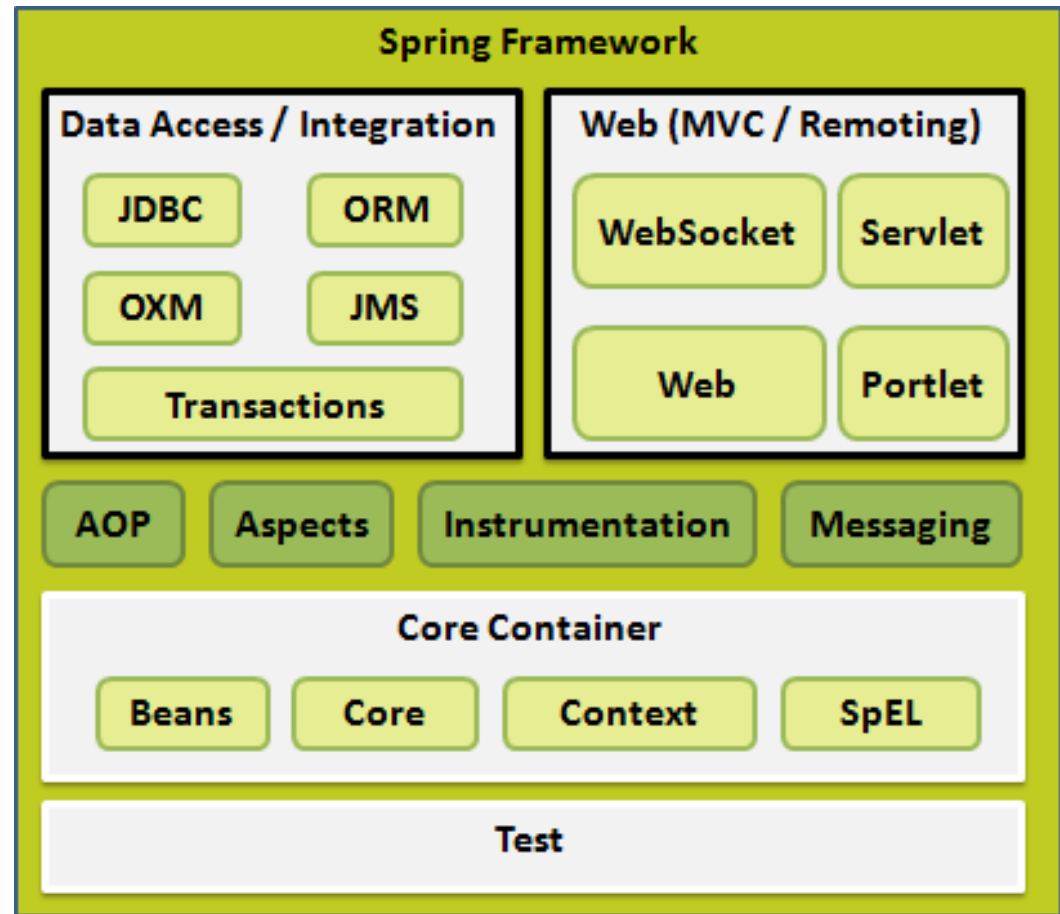 Spring Framework
Data Access / Integration
JDBC
ORM
OXM
JMS
Transactions
Web (MVC / Remoting)
WebSocket
Servlet
Web
Portlet
AOP
Aspects
Instrumentation
Messaging
Core Container
Beans
Core
Context
SpEL
Test